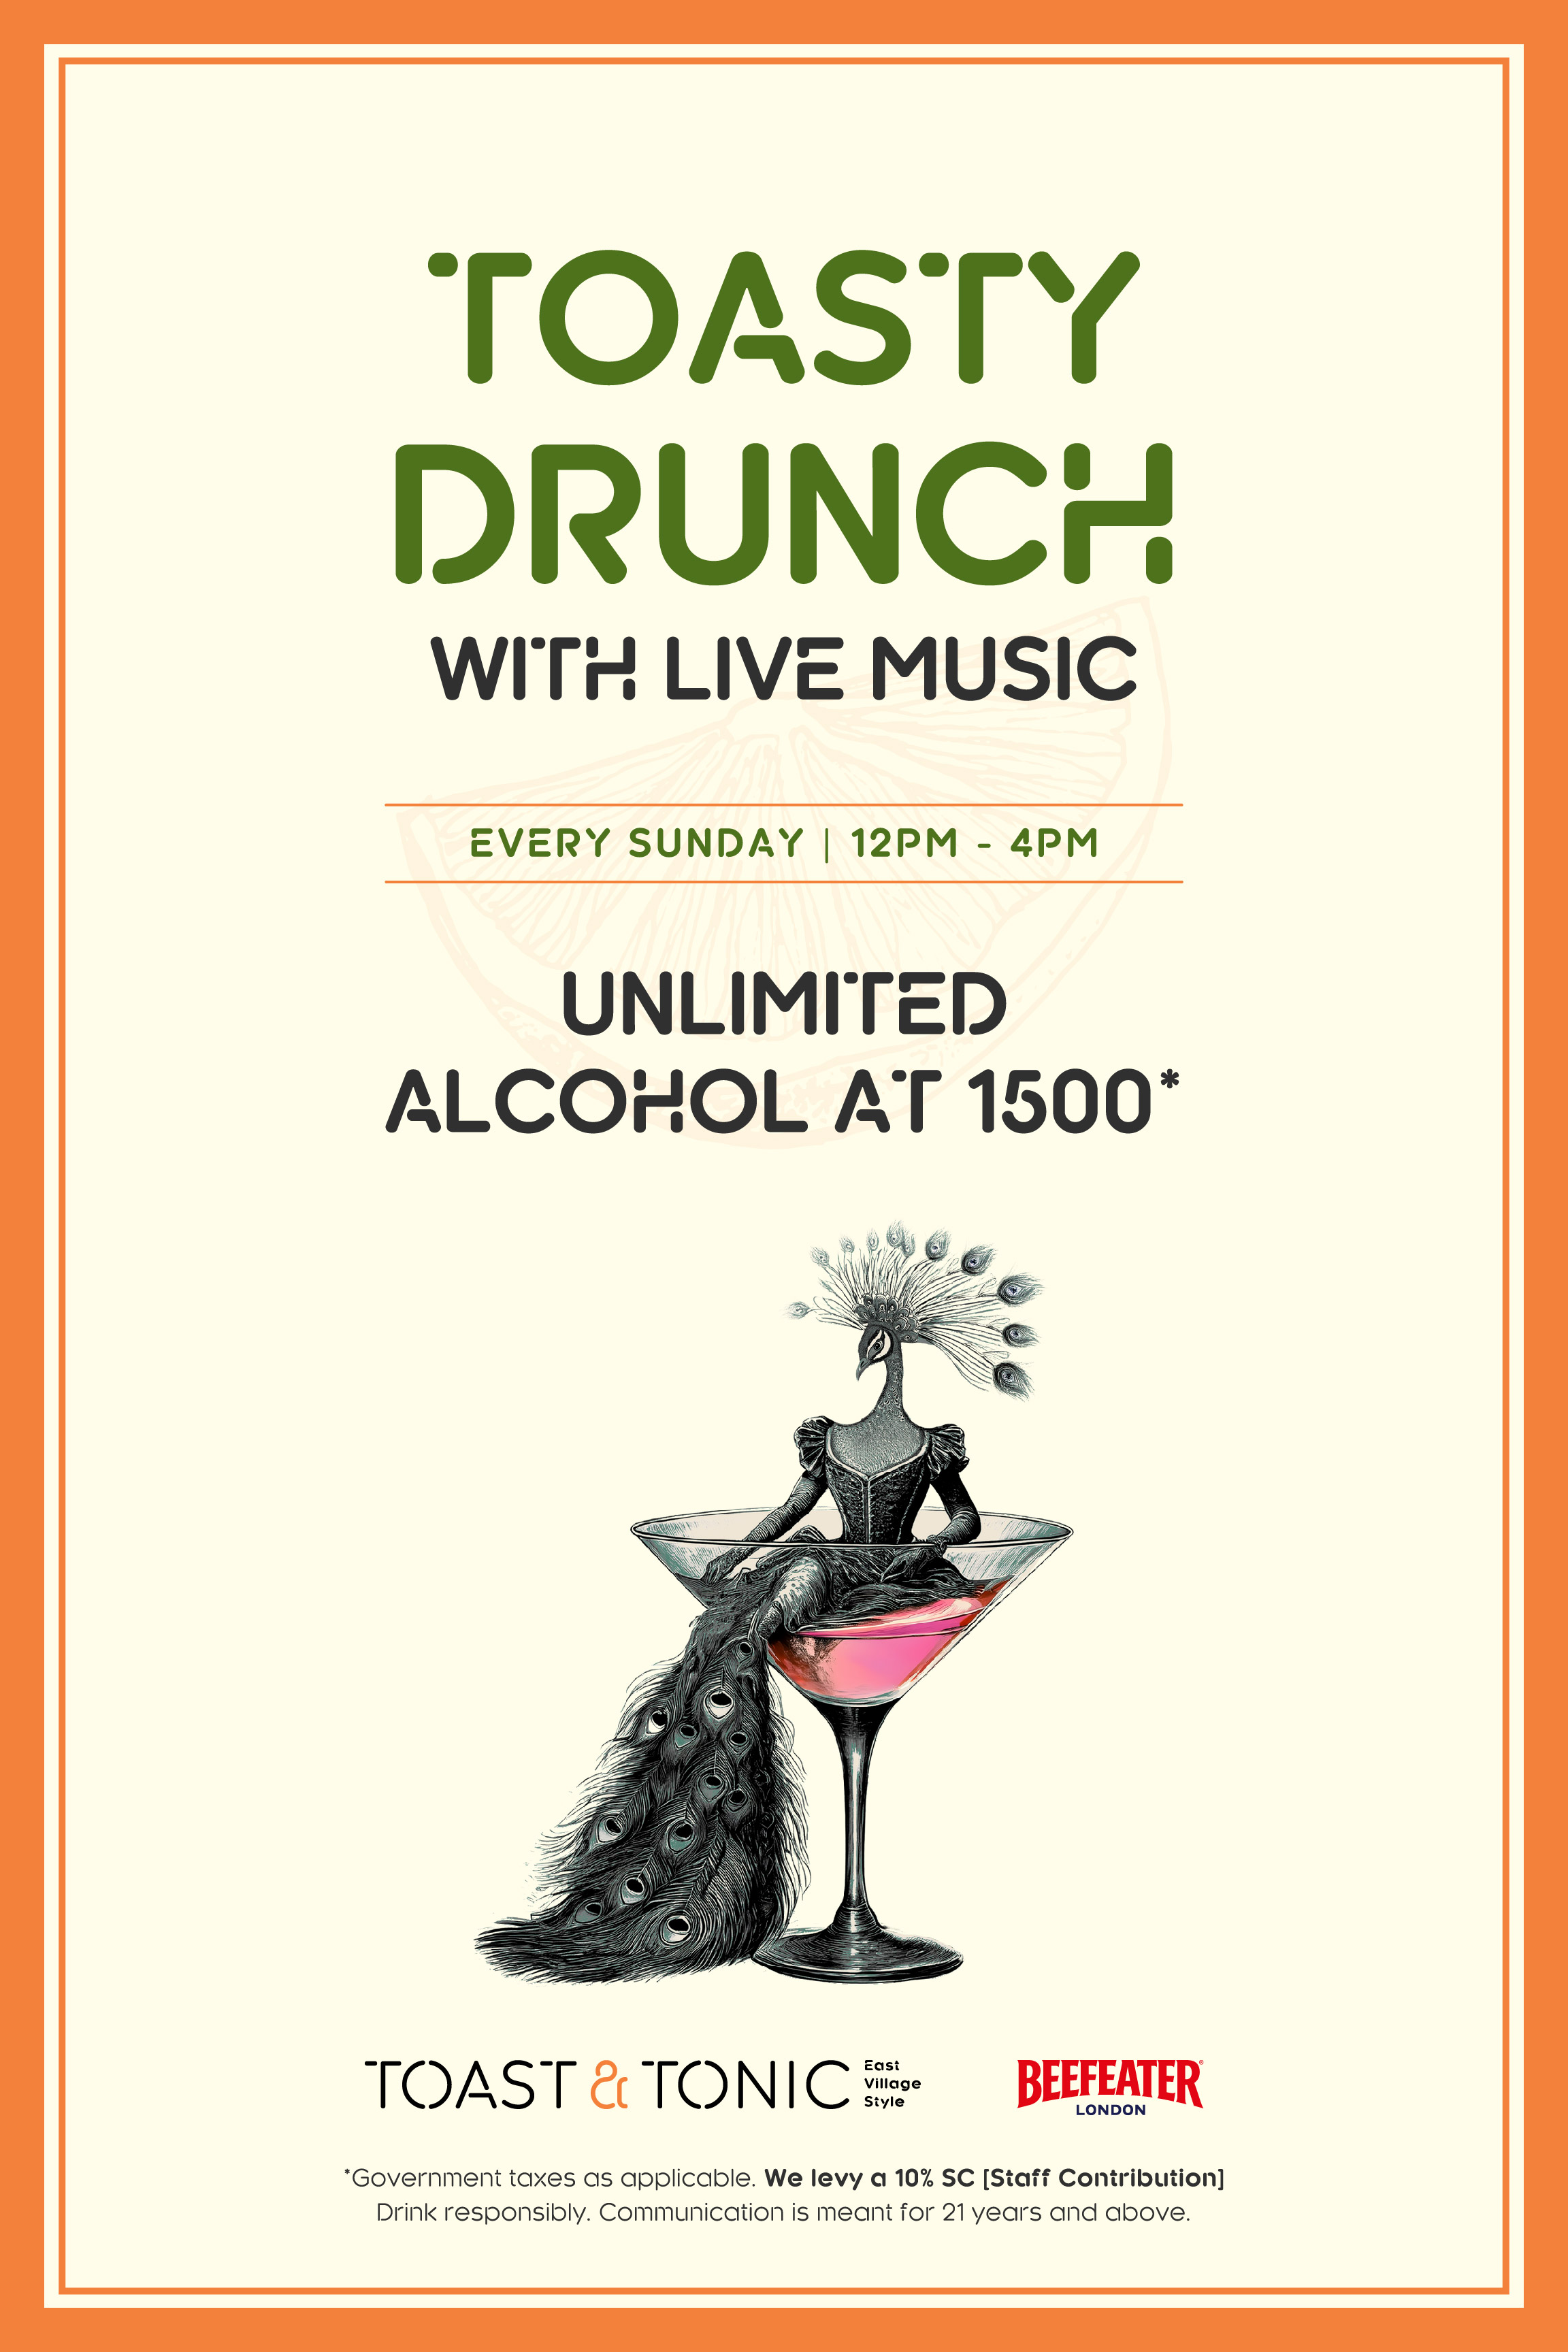 TOASTY
DRUNCH
WITH LIVE MUSIC
EVERY SUNDAY | 12PM - 4PM
UNLIMITED
ALCOHOL AT 1500*
TOAST & TONIC
East
Village
Style
BEEFEATER®
LONDON
*Government taxes as applicable. We levy a 10% SC [Staff Contribution]
Drink responsibly. Communication is meant for 21 years and above.